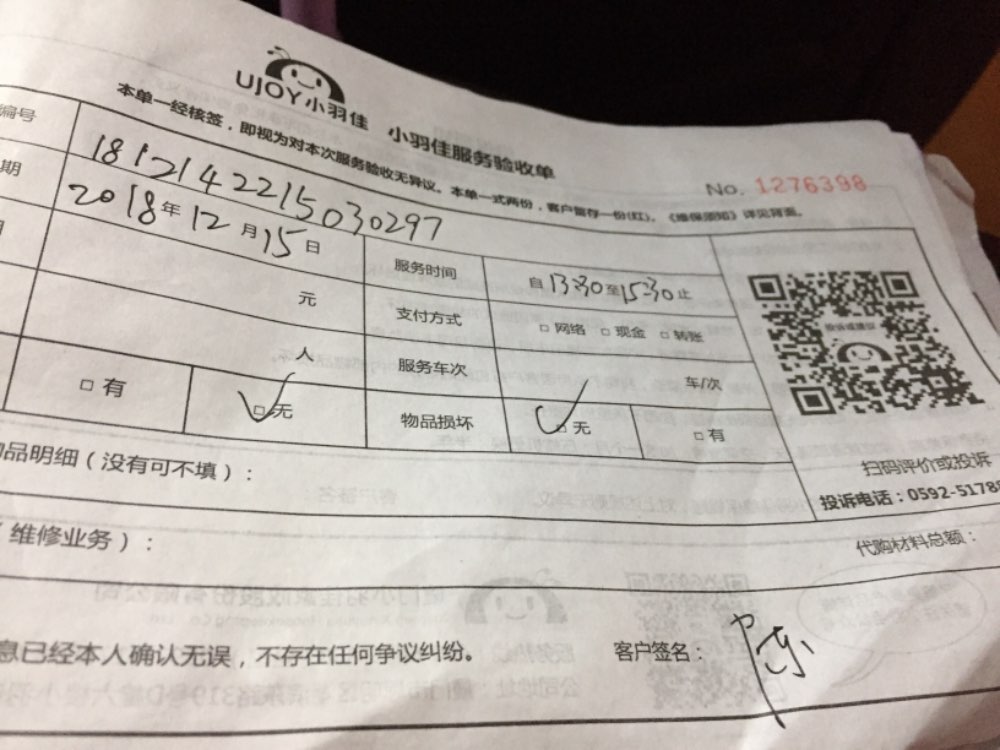 UJOY小羽佳 小羽佳服务验收单
本单一经核签，即视为对本次服务验收无异议。本单一式两份，客户留存一份(红)。《维保须知》详见背面。
No. 1276398
编号 1812142215030297
期 2018年12月15日 服务时间 自13:30至15:30止
元 支付方式 □网络 □现金 □转账
人 服务车次 车/次
□有 ☑无 物品损坏 ☑无 □有
扫码评价或投诉
投诉电话：0592-5178
品明细（没有可不填）：
（维修业务）： 代购材料总额：
息已经本人确认无误，不存在任何争议纠纷。 客户签名：